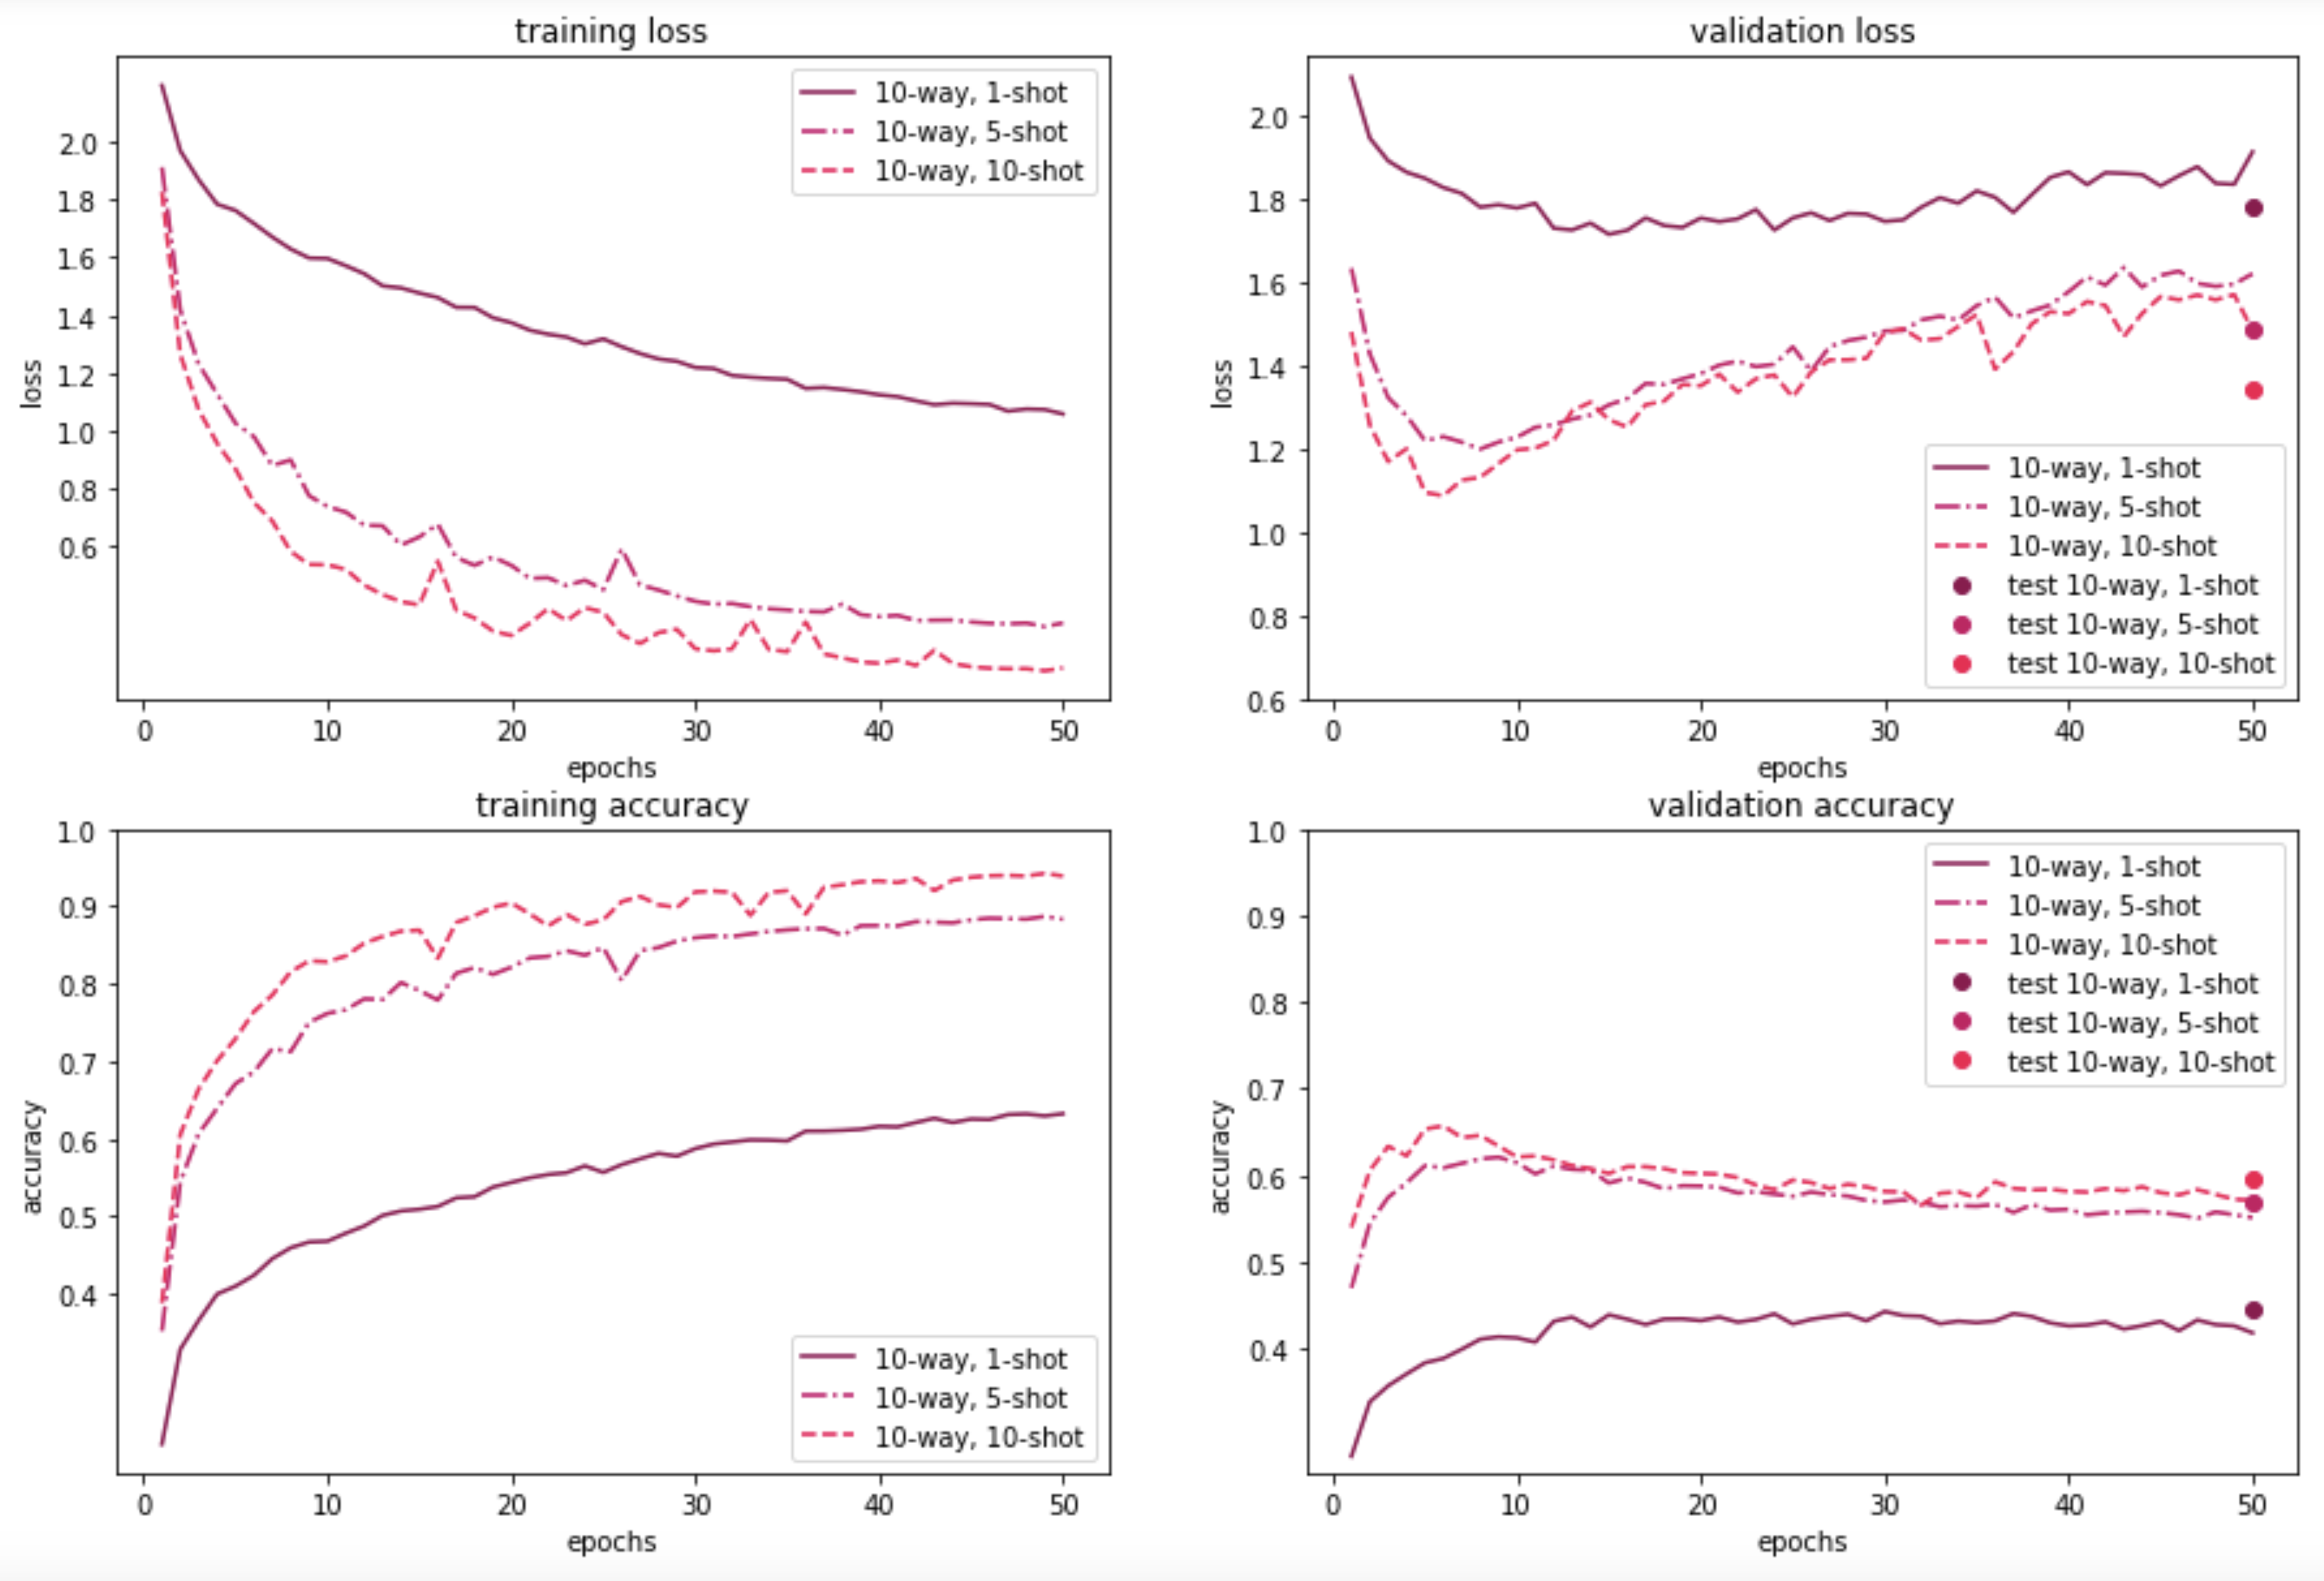 training loss
2.0
1.8
1.6
1.4
1.2
1.0
0.8
0.6
loss
10-way, 1-shot
10-way, 5-shot
10-way, 10-shot
0 10 20 30 40 50
epochs
validation loss
2.0
1.8
1.6
1.4
1.2
1.0
0.8
0.6
loss
10-way, 1-shot
10-way, 5-shot
10-way, 10-shot
test 10-way, 1-shot
test 10-way, 5-shot
test 10-way, 10-shot
0 10 20 30 40 50
epochs
training accuracy
1.0
0.9
0.8
0.7
0.6
0.5
0.4
accuracy
10-way, 1-shot
10-way, 5-shot
10-way, 10-shot
0 10 20 30 40 50
epochs
validation accuracy
1.0
0.9
0.8
0.7
0.6
0.5
0.4
accuracy
10-way, 1-shot
10-way, 5-shot
10-way, 10-shot
test 10-way, 1-shot
test 10-way, 5-shot
test 10-way, 10-shot
0 10 20 30 40 50
epochs